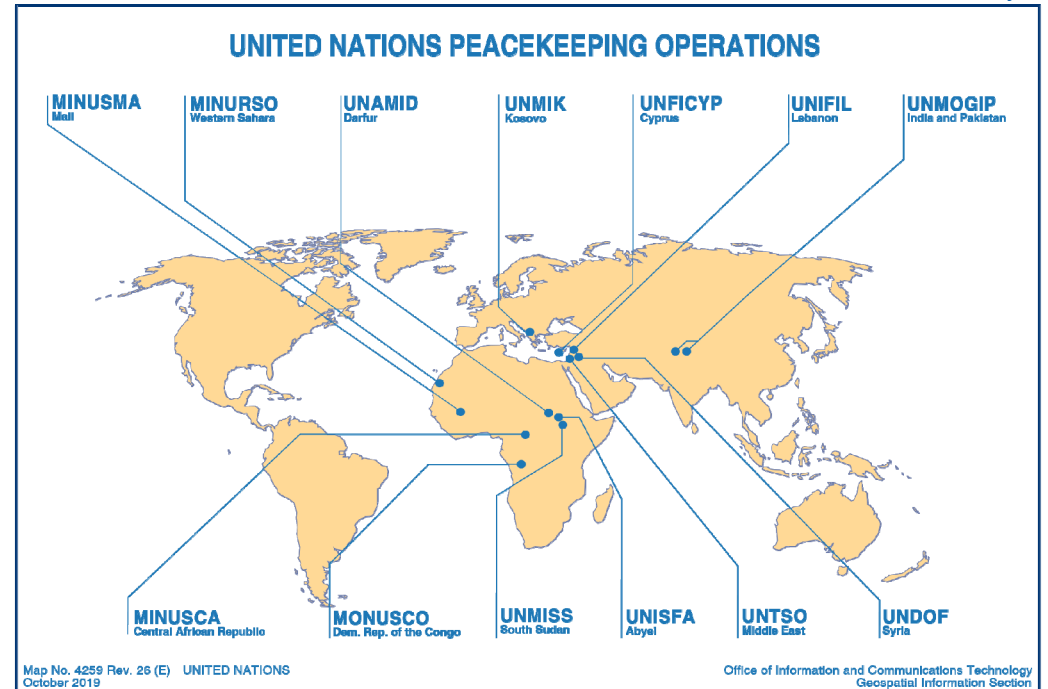 UNITED NATIONS PEACEKEEPING OPERATIONS
MINUSMA
Mali
MINURSO
Western Sahara
UNAMID
Darfur
UNMIK
Kosovo
UNFICYP
Cyprus
UNIFIL
Lebanon
UNMOGIP
India and Pakistan
MINUSCA
Central African Republic
MONUSCO
Dem. Rep. of the Congo
UNMISS
South Sudan
UNISFA
Abyei
UNTSO
Middle East
UNDOF
Syria
Map No. 4259 Rev. 26 (E) UNITED NATIONS
October 2019
Office of Information and Communications Technology
Geospatial Information Section